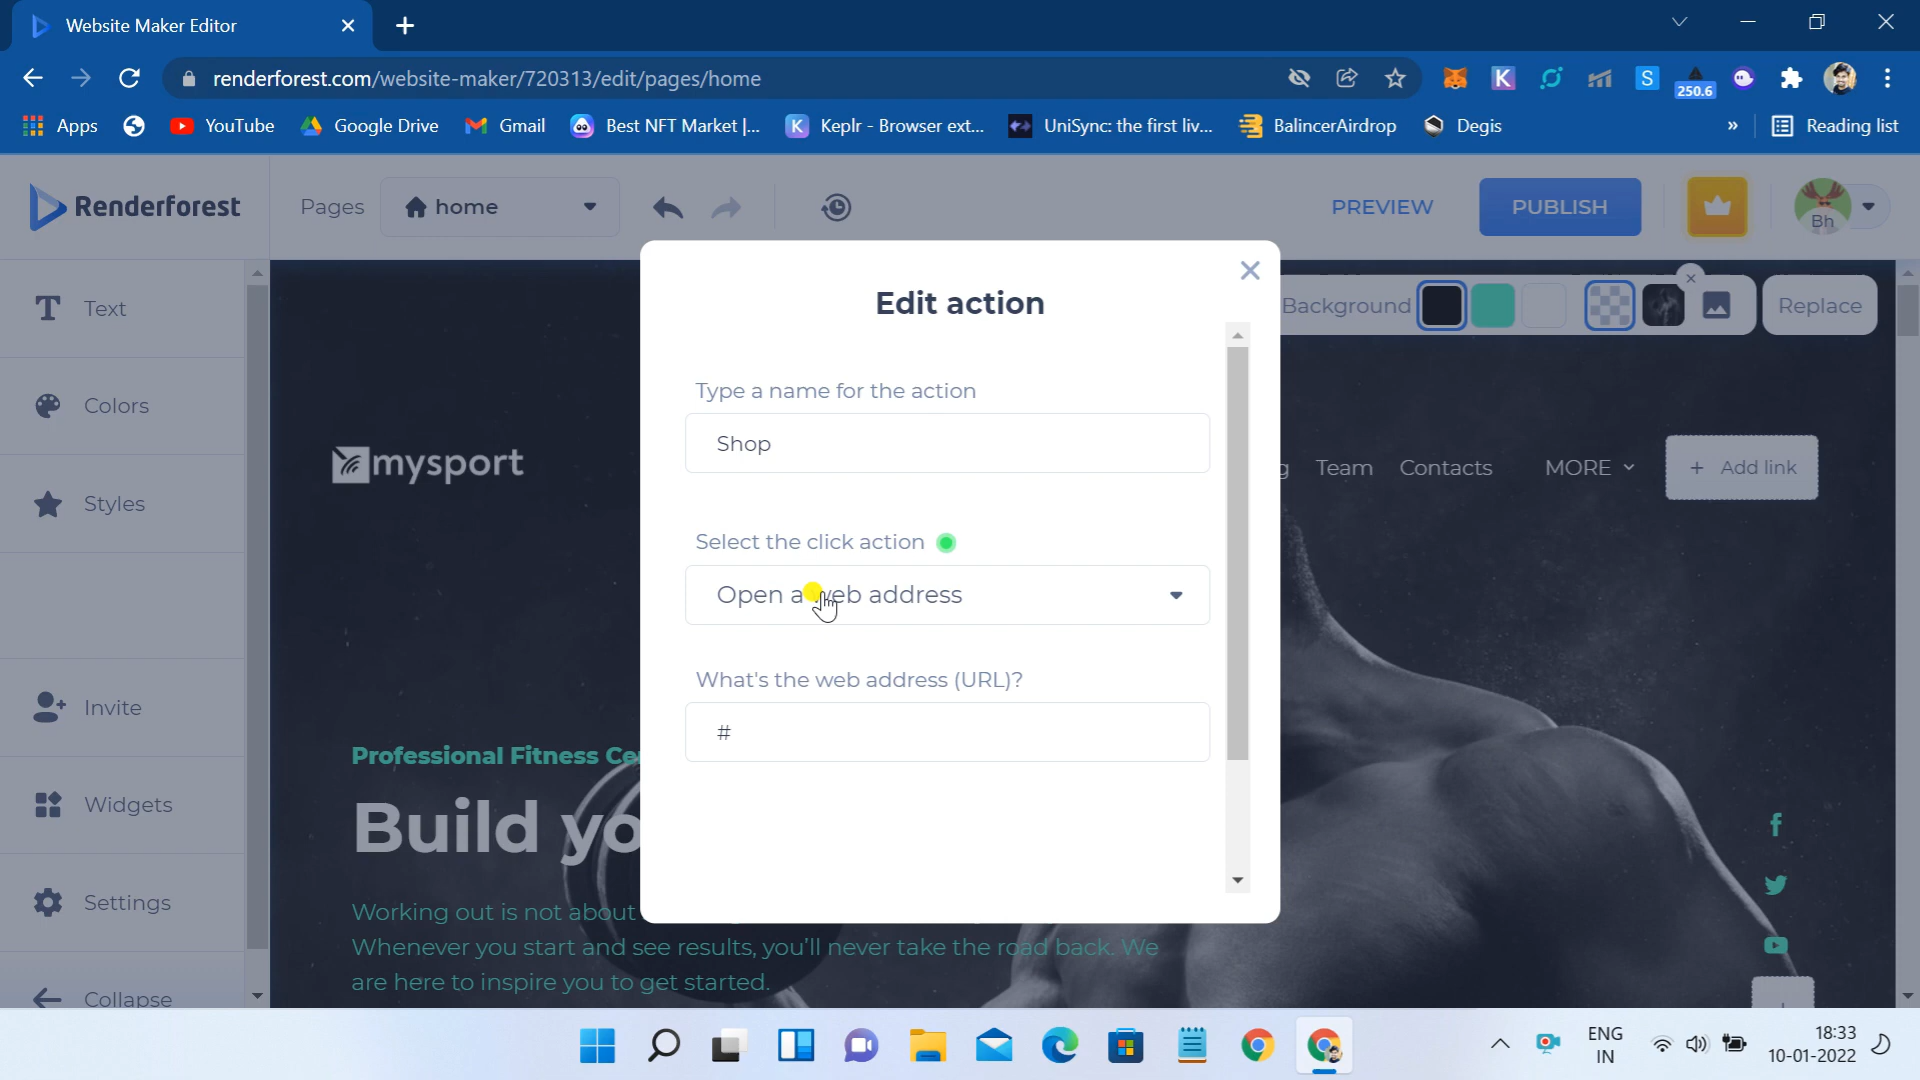 Website Maker Editor
renderforest.com/website-maker/720313/edit/pages/home
K
S
250.6
Apps
YouTube
Google Drive
Gmail
Best NFT Market |...
K
Keplr - Browser ext...
UniSync: the first liv...
BalincerAirdrop
Degis
»
Reading list
Renderforest
Pages
home
PREVIEW
PUBLISH
Bh
Text
Colors
Styles
Invite
Widgets
Settings
Collapse
Background
Replace
mysport
g
Team
Contacts
MORE
+ Add link
Edit action
Type a name for the action
Shop
Select the click action
Open a web address
What's the web address (URL)?
#
Professional Fitness Ce
Build yo
Working out is not about
Whenever you start and see results, you'll never take the road back. We
are here to inspire you to get started.
ENG
IN
18:33
10-01-2022